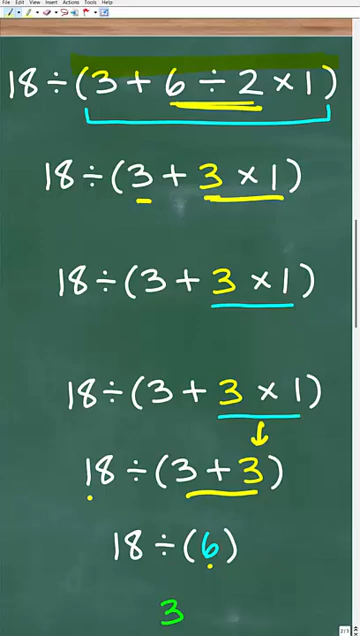 File Edit View Insert Actions Tools Help
18 ÷ (3 + 6 ÷ 2 × 1)
18 ÷ (3 + 3 × 1)
18 ÷ (3 + 3 × 1)
18 ÷ (3 + 3 × 1)
18 ÷ (3 + 3)
18 ÷ (6)
3